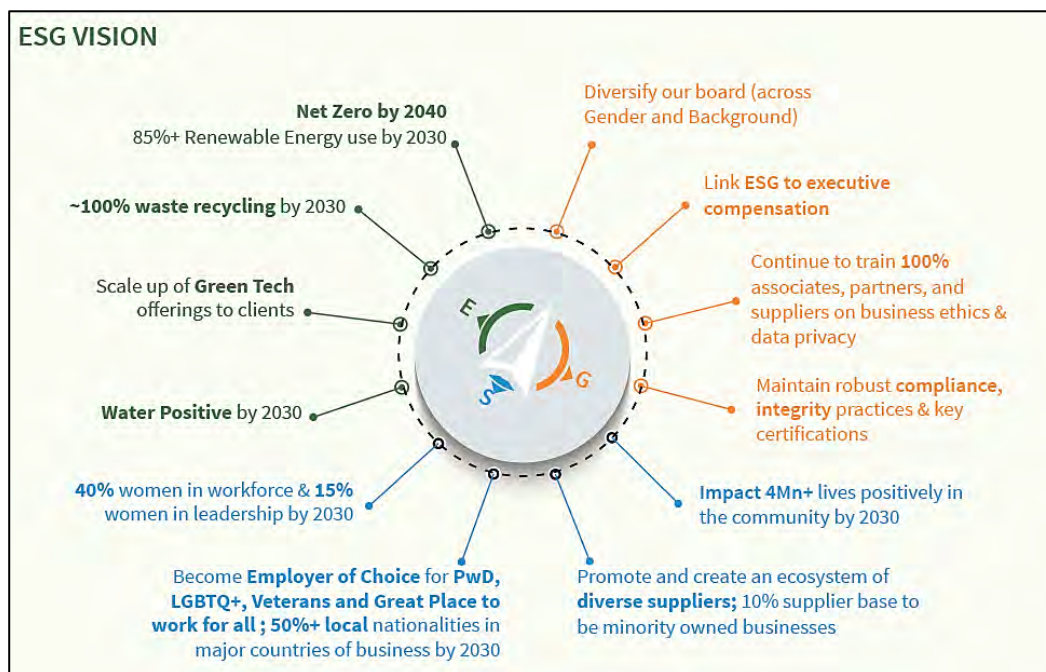 ESG VISION
Net Zero by 2040
85%+ Renewable Energy use by 2030
~100% waste recycling by 2030
Scale up of Green Tech
offerings to clients
Water Positive by 2030
40% women in workforce & 15%
women in leadership by 2030
Become Employer of Choice for PwD,
LGBTQ+, Veterans and Great Place to
work for all ; 50%+ local nationalities in
major countries of business by 2030
Diversify our board (across
Gender and Background)
Link ESG to executive
compensation
Continue to train 100%
associates, partners, and
suppliers on business ethics &
data privacy
Maintain robust compliance,
integrity practices & key
certifications
Impact 4Mn+ lives positively in
the community by 2030
Promote and create an ecosystem of
diverse suppliers; 10% supplier base to
be minority owned businesses
E
S
G